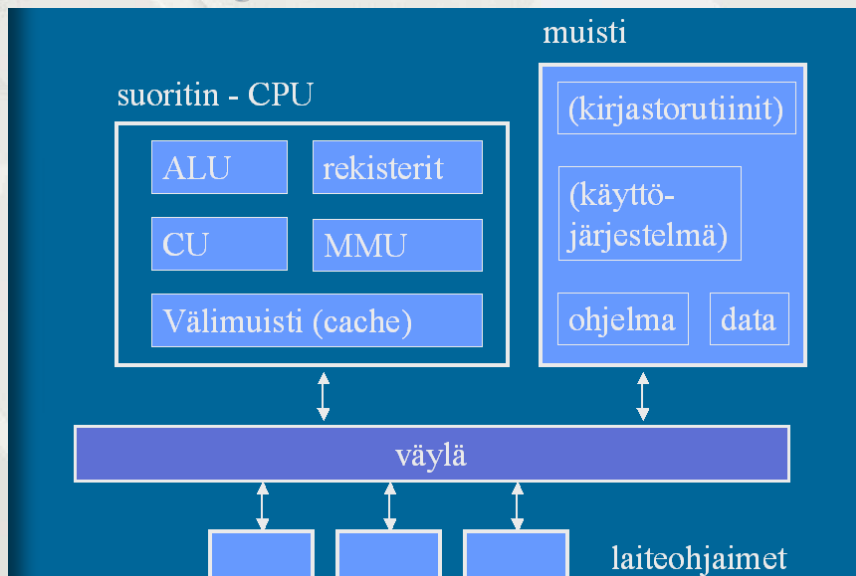 muisti
suoritin - CPU
(kirjastorutiinit)
ALU
rekisterit
(käyttö-
järjestelmä)
CU
MMU
Välimuisti (cache)
ohjelma
data
väylä
laiteohjaimet